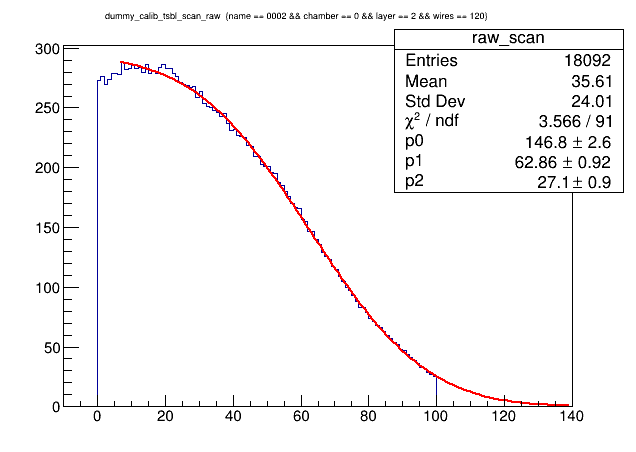 dummy_calib_tsbl_scan_raw  (name == 0002 && chamber == 0 && layer == 2 && wires == 120)
raw_scan
Entries 18092
Mean 35.61
Std Dev 24.01
χ² / ndf 3.566 / 91
p0 146.8 ± 2.6
p1 62.86 ± 0.92
p2 27.1 ± 0.9
300
250
200
150
100
50
0
0 20 40 60 80 100 120 140